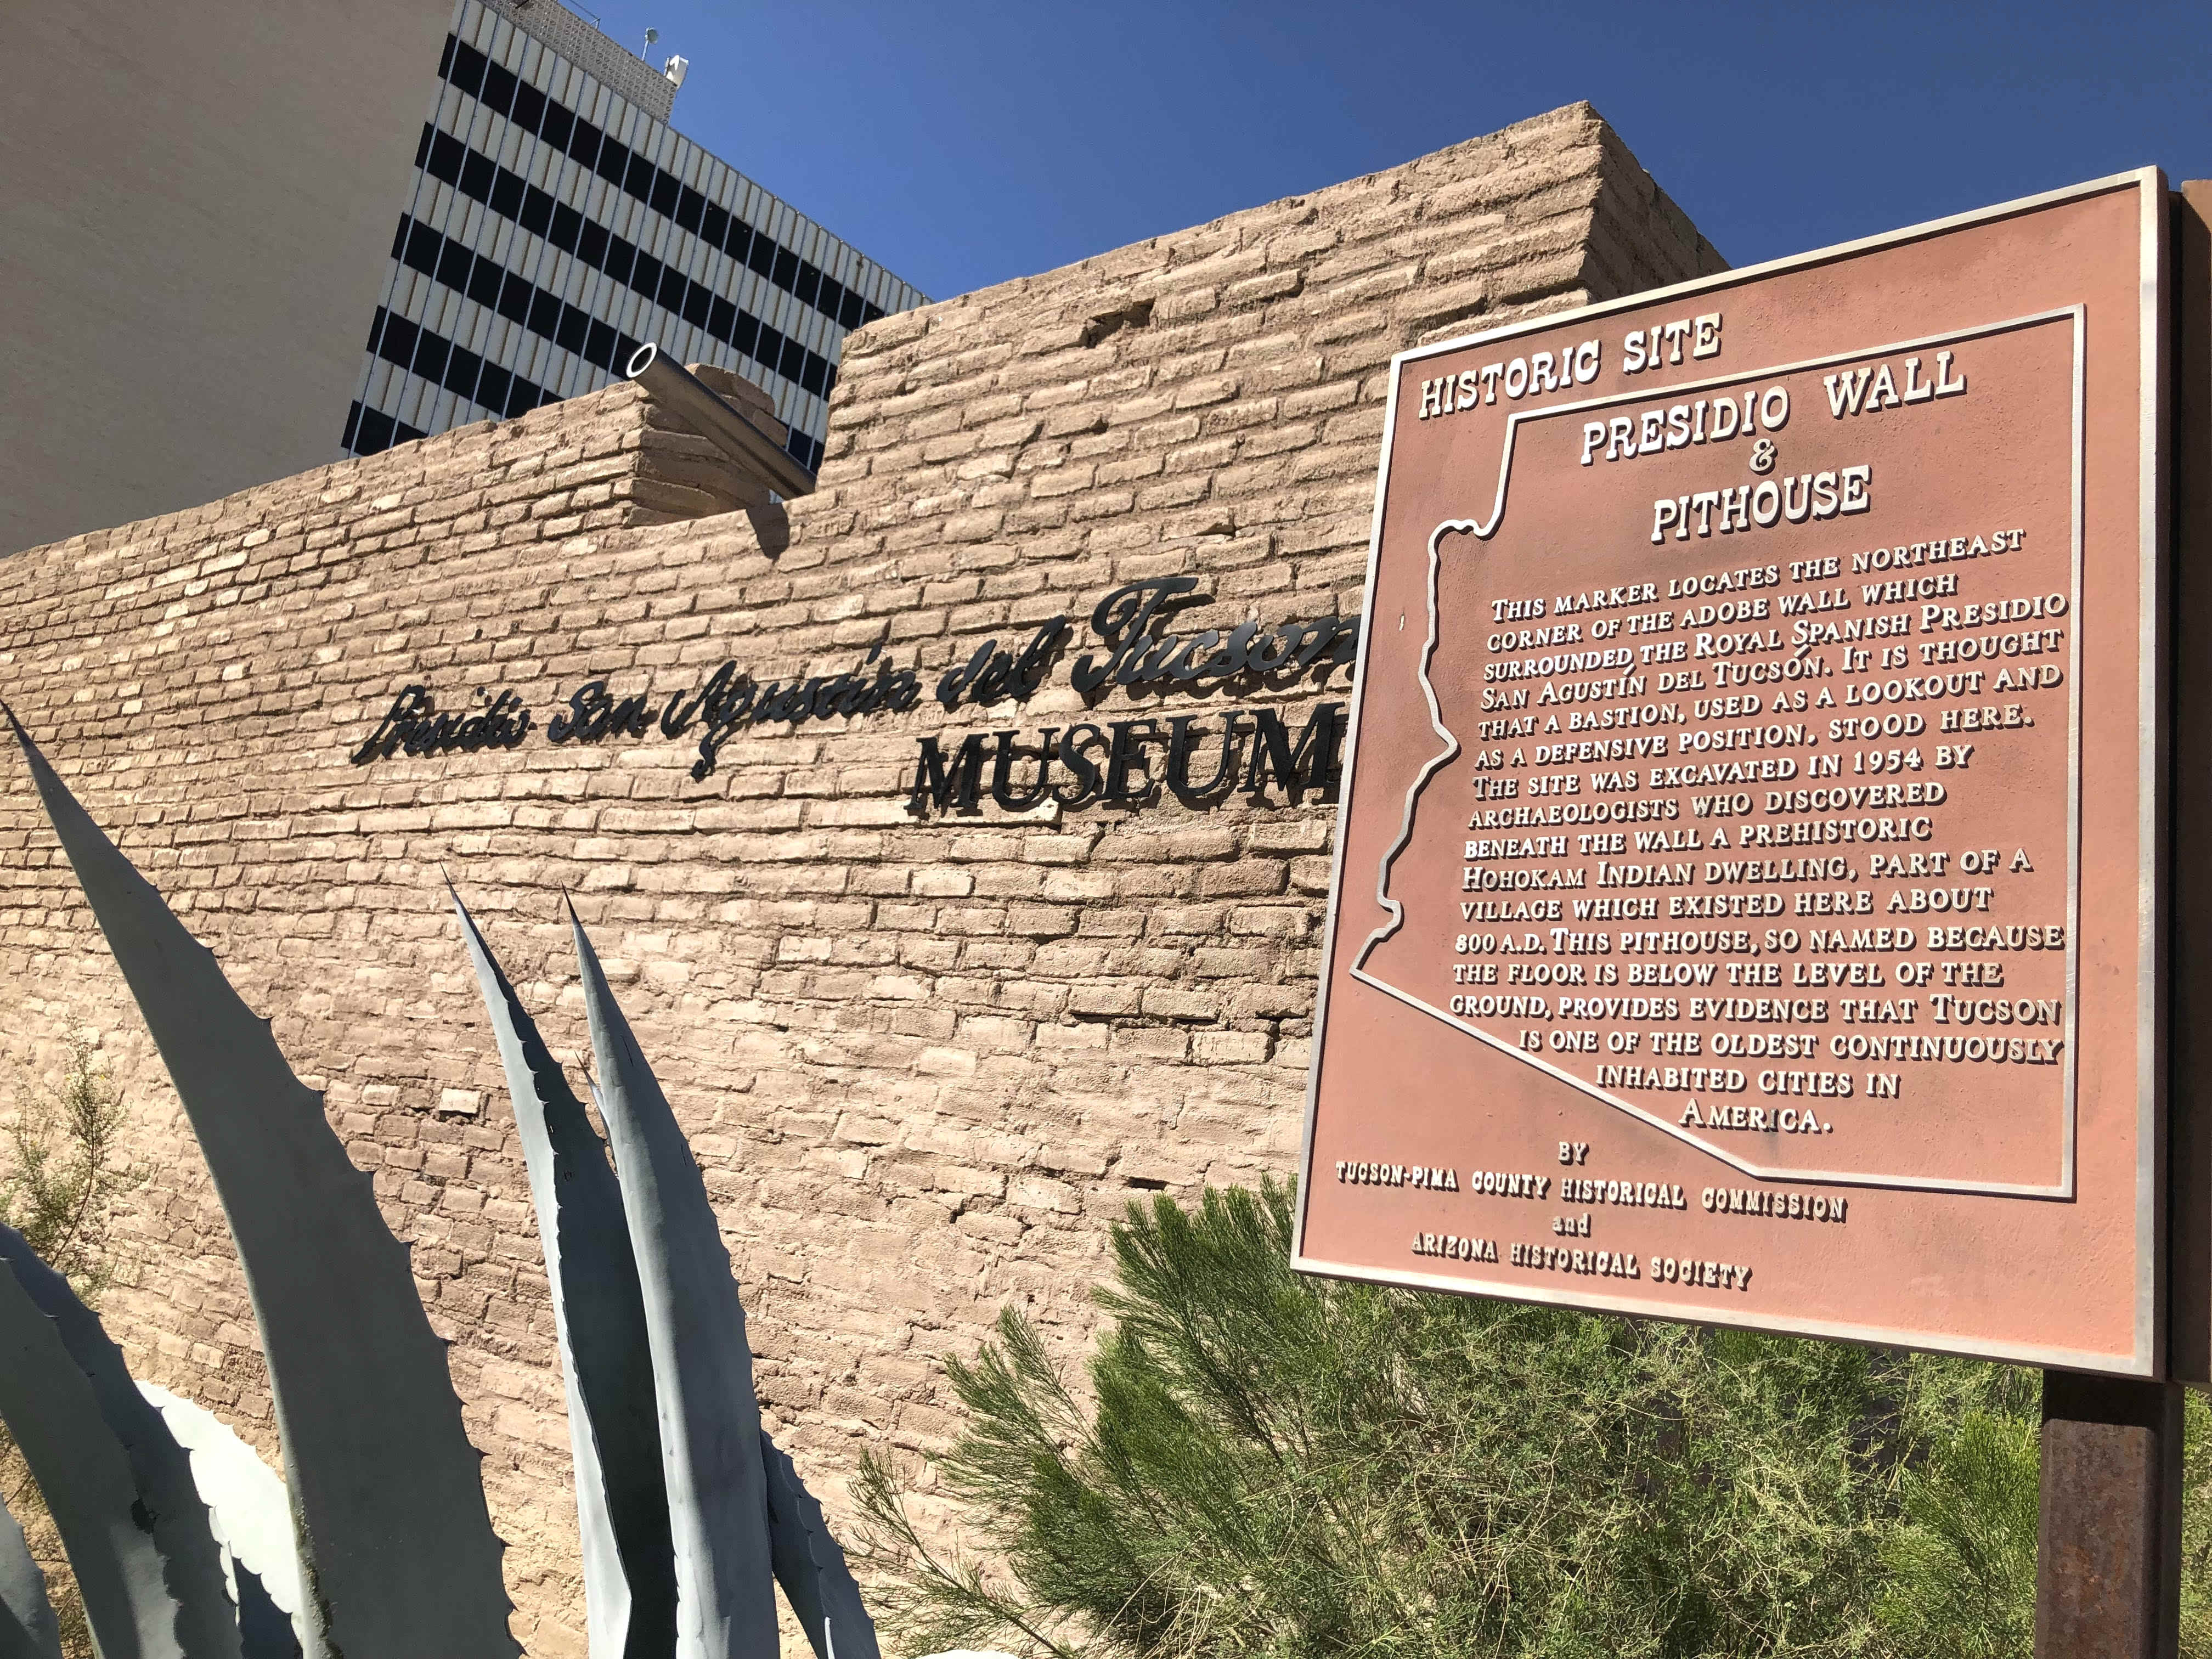 Presidio San Agustín del Tucson
MUSEUM
HISTORIC SITE
PRESIDIO WALL
&
PITHOUSE
THIS MARKER LOCATES THE NORTHEAST
CORNER OF THE ADOBE WALL WHICH
SURROUNDED THE ROYAL SPANISH PRESIDIO
SAN AGUSTÍN DEL TUCSÓN. IT IS THOUGHT
THAT A BASTION, USED AS A LOOKOUT AND
AS A DEFENSIVE POSITION, STOOD HERE.
THE SITE WAS EXCAVATED IN 1954 BY
ARCHAEOLOGISTS WHO DISCOVERED
BENEATH THE WALL A PREHISTORIC
HOHOKAM INDIAN DWELLING, PART OF A
VILLAGE WHICH EXISTED HERE ABOUT
800 A.D. THIS PITHOUSE, SO NAMED BECAUSE
THE FLOOR IS BELOW THE LEVEL OF THE
GROUND, PROVIDES EVIDENCE THAT TUCSON
IS ONE OF THE OLDEST CONTINUOUSLY
INHABITED CITIES IN
AMERICA.
BY
TUCSON-PIMA COUNTY HISTORICAL COMMISSION
and
ARIZONA HISTORICAL SOCIETY